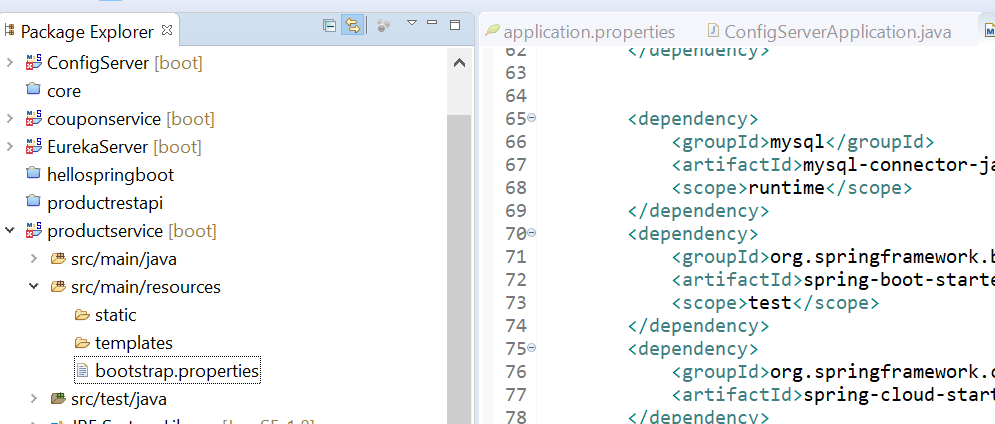 Package Explorer
ConfigServer [boot]
core
couponservice [boot]
EurekaServer [boot]
hellospringboot
productrestapi
productservice [boot]
src/main/java
src/main/resources
static
templates
bootstrap.properties
src/test/java
application.properties
ConfigServerApplication.java
62 </dependency>
63
64
65 <dependency>
66 <groupId>mysql</groupId>
67 <artifactId>mysql-connector-ja
68 <scope>runtime</scope>
69 </dependency>
70 <dependency>
71 <groupId>org.springframework.b
72 <artifactId>spring-boot-starte
73 <scope>test</scope>
74 </dependency>
75 <dependency>
76 <groupId>org.springframework.c
77 <artifactId>spring-cloud-start
78 </dependency>